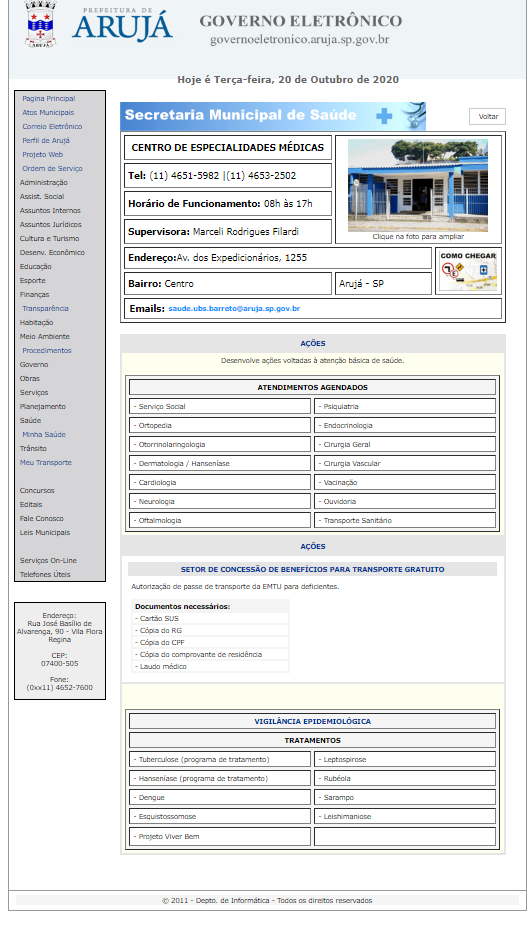 PREFEITURA DE
ARUJÁ
ARUJÁ
GOVERNO ELETRÔNICO
governoeletronico.aruja.sp.gov.br
Hoje é Terça-feira, 20 de Outubro de 2020
Pagina Principal
Atos Municipais
Correio Eletrônico
Perfil de Arujá
Projeto Web
Ordem de Serviço
Administração
Assist. Social
Assuntos Internos
Assuntos Jurídicos
Cultura e Turismo
Desenv. Econômico
Educação
Esporte
Finanças
Transparência
Habitação
Meio Ambiente
Procedimentos
Governo
Obras
Serviços
Planejamento
Saúde
Minha Saúde
Trânsito
Meu Transporte
Concursos
Editais
Fale Conosco
Leis Municipais
Serviços On-Line
Telefones Úteis
Endereço:
Rua José Basílio de
Alvarenga, 90 - Vila Flora
Regina
CEP:
07400-505
Fone:
(0xx11) 4652-7600
Secretaria Municipal de Saúde
Voltar
CENTRO DE ESPECIALIDADES MÉDICAS
Tel: (11) 4651-5982 |(11) 4653-2502
Horário de Funcionamento: 08h às 17h
Supervisora: Marceli Rodrigues Filardi
Clique na foto para ampliar
Endereço:Av. dos Expedicionários, 1255
COMO CHEGAR
Bairro: Centro
Arujá - SP
Emails: saude.ubs.barreto@aruja.sp.gov.br
AÇÕES
Desenvolve ações voltadas à atenção básica de saúde.
ATENDIMENTOS AGENDADOS
- Serviço Social
- Psiquiatria
- Ortopedia
- Endocrinologia
- Otorrinolaringologia
- Cirurgia Geral
- Dermatologia / Hanseníase
- Cirurgia Vascular
- Cardiologia
- Vacinação
- Neurologia
- Ouvidoria
- Oftalmologia
- Transporte Sanitário
AÇÕES
SETOR DE CONCESSÃO DE BENEFÍCIOS PARA TRANSPORTE GRATUITO
Autorização de passe de transporte da EMTU para deficientes.
Documentos necessários:
- Cartão SUS
- Cópia do RG
- Cópia do CPF
- Cópia do comprovante de residência
- Laudo médico
VIGILÂNCIA EPIDEMIOLÓGICA
TRATAMENTOS
- Tuberculose (programa de tratamento)
- Leptospirose
- Hanseníase (programa de tratamento)
- Rubéola
- Dengue
- Sarampo
- Esquistossomose
- Leishimaniose
- Projeto Viver Bem
© 2011 - Depto. de Informática - Todos os direitos reservados